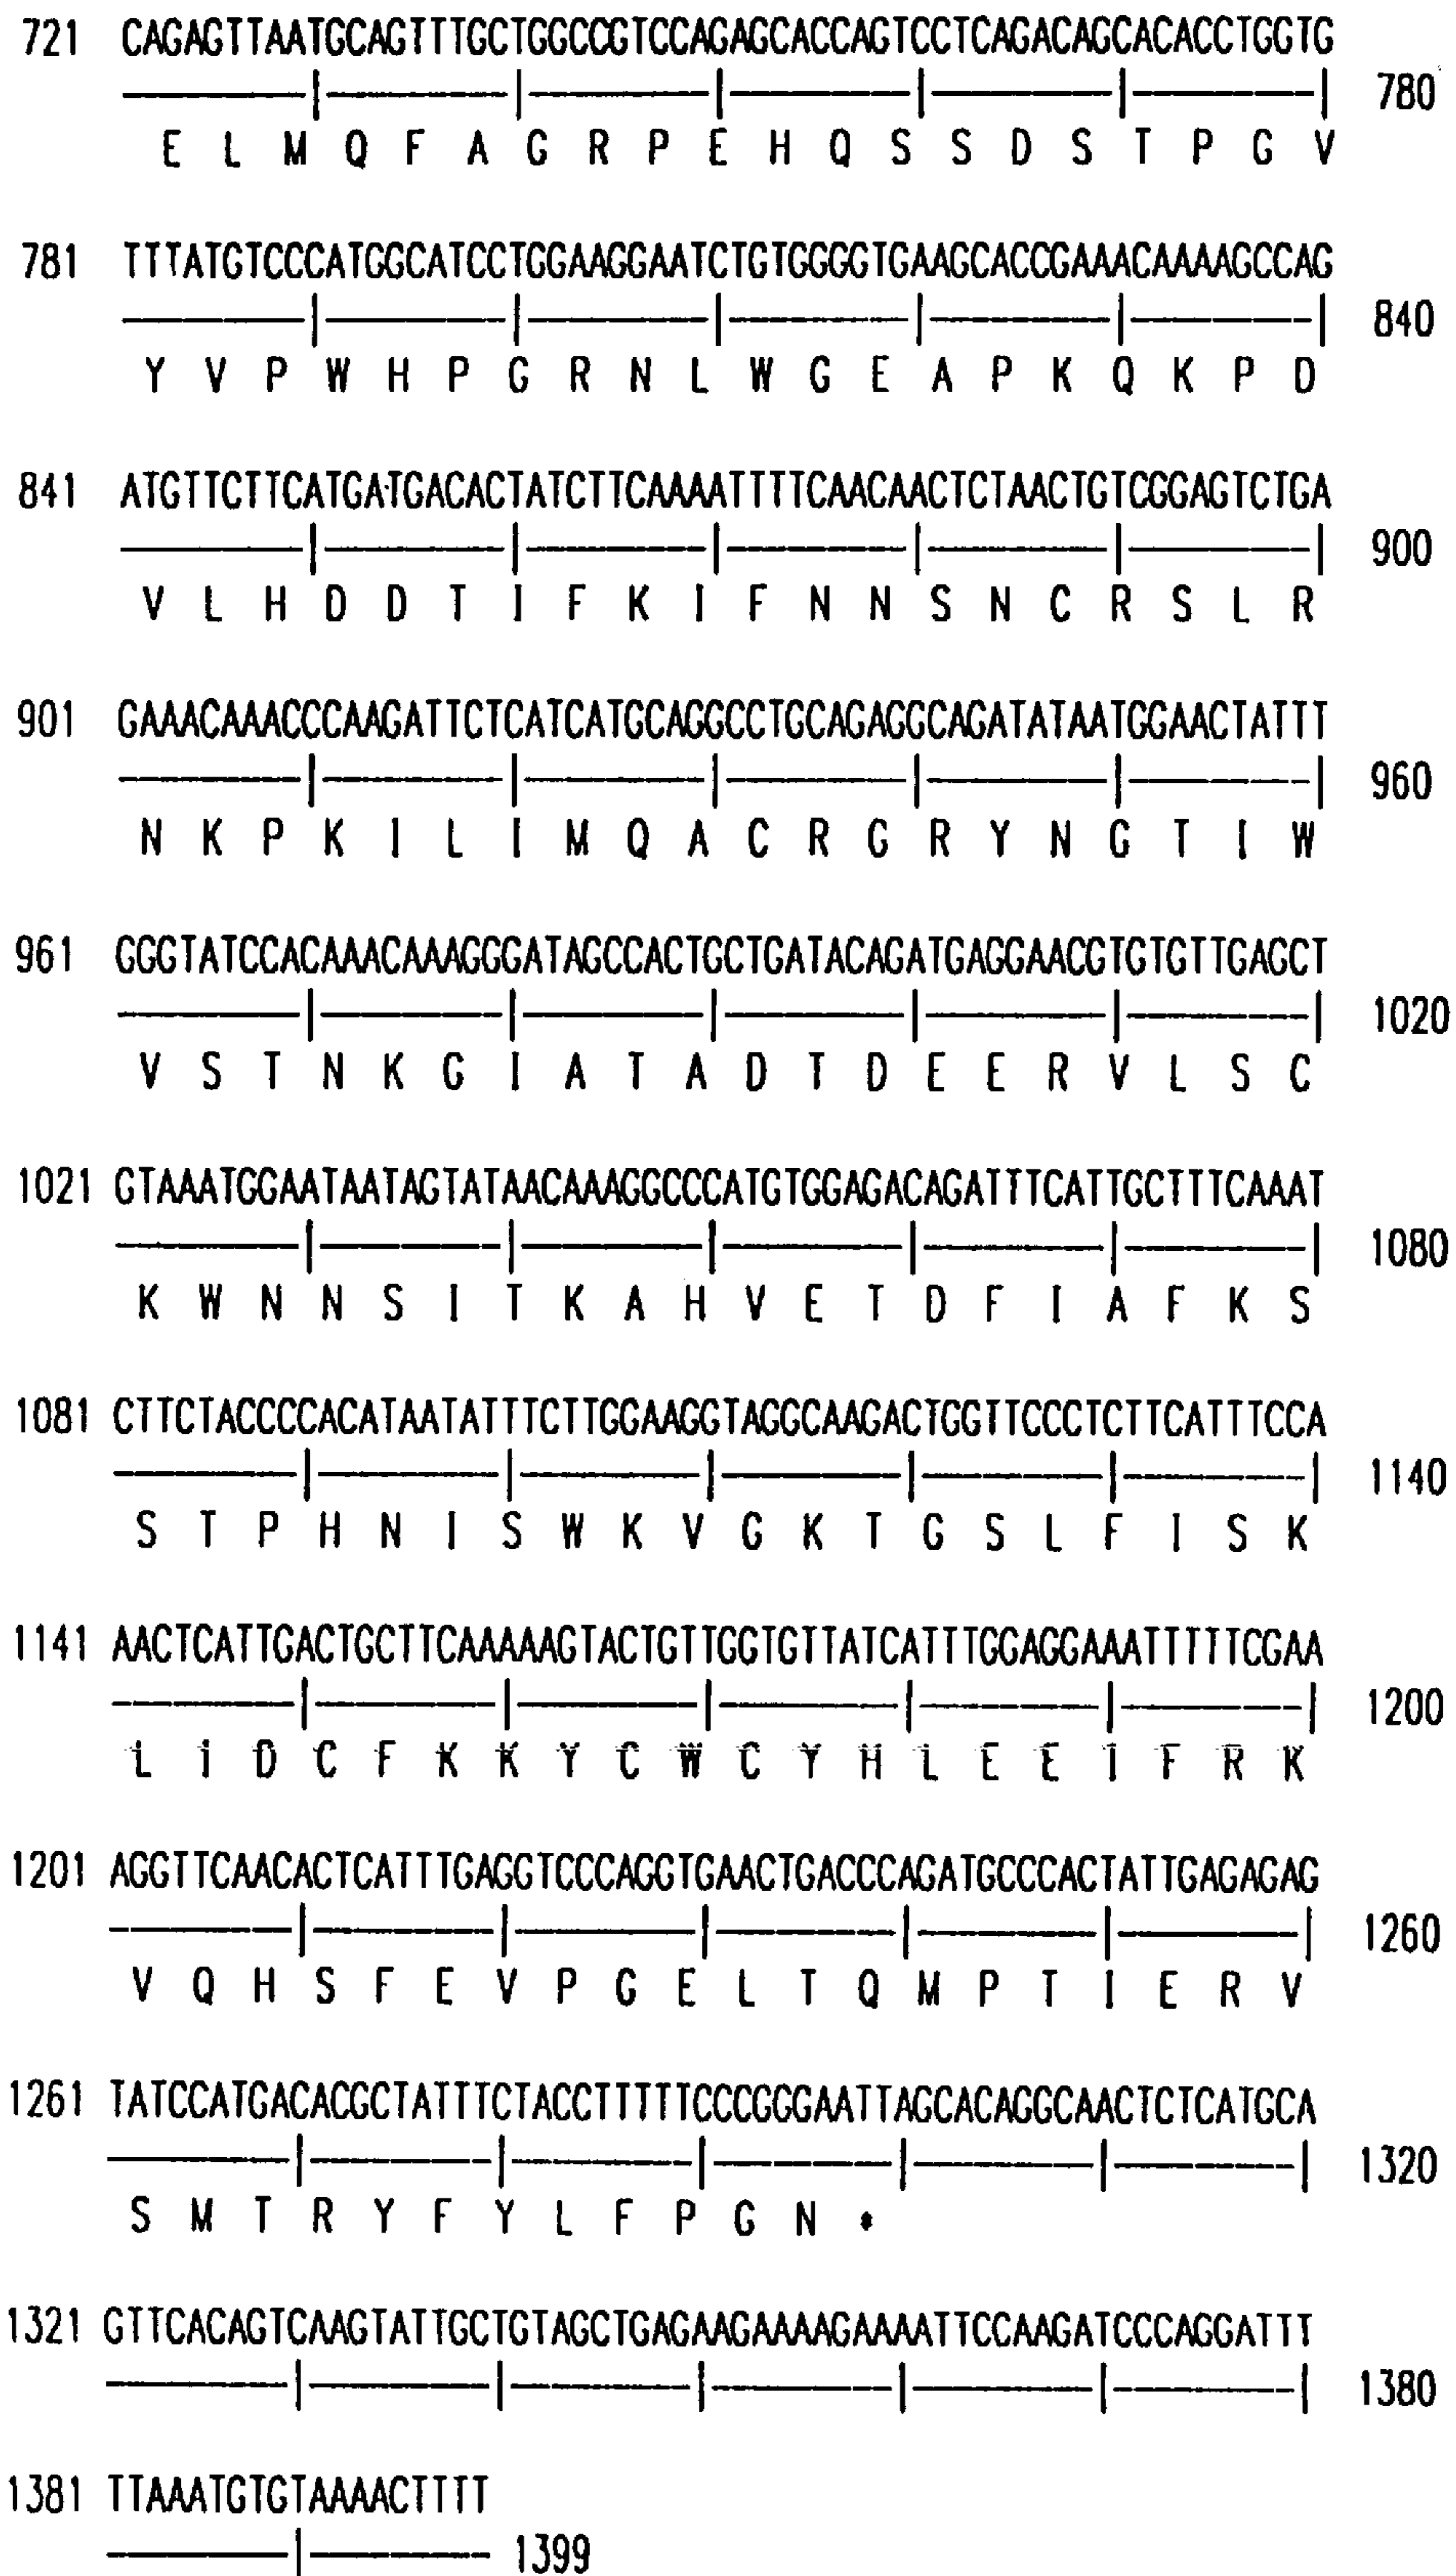 721 CAGAGTTAATGCAGTTTGCTGGCCGTCCAGAGCACCAGTCCTCAGACAGCACACCTGGTG
780
E L M Q F A G R P E H Q S S D S T P G V
781 TTTATGTCCCATGGCATCCTGGAAGGAATCTGTGGGGTGAAGCACCGAAACAAAAGCCAG
840
Y V P W H P G R N L W G E A P K Q K P D
841 ATGTTCTTCATGATGACACTATCTTCAAAATTTTCAACAACTCTAACTGTCGGAGTCTGA
900
V L H D D T I F K I F N N S N C R S L R
901 GAAACAAACCCAAGATTCTCATCATGCAGGCCTGCAGAGGCAGATATAATGGAACTATTT
960
N K P K I L I M Q A C R G R Y N G T I W
961 GGGTATCCACAAACAAAGGGATAGCCACTGCTGATACAGATGAGGAACGTGTGTTGAGCT
1020
V S T N K G I A T A D T D E E R V L S C
1021 GTAAATGGAATAATAGTATAACAAAGGCCCATGTGGAGACAGATTTCATTGCTTTCAAAT
1080
K W N N S I T K A H V E T D F I A F K S
1081 CTTCTACCCCACATAATATTTCTTGGAAGGTAGGCAAGACTGGTTCCCTCTTCATTTCCA
1140
S T P H N I S W K V G K T G S L F I S K
1141 AACTCATTGACTGCTTCAAAAAGTACTGTTGGTGTTATCATTTGGAGGAAATTTTTCGAA
1200
L I D C F K K Y C W C Y H L E E I F R K
1201 AGGTTCAACACTCATTTGAGGTCCCAGGTGAACTGACCCAGATGCCCACTATTGAGAGAG
1260
V Q H S F E V P G E L T Q M P T I E R V
1261 TATCCATGACACGCTATTTCTACCTTTTTCCCGGGAATTAGCACAGGCAACTCTCATGCA
1320
S M T R Y F Y L F P G N *
1321 GTTCACAGTCAAGTATTGCTGTAGCTGAGAAGAAAAGAAAATTCCAAGATCCCAGGATTT
1380
1381 TTAAATGTGTAAAACTTTT
1399